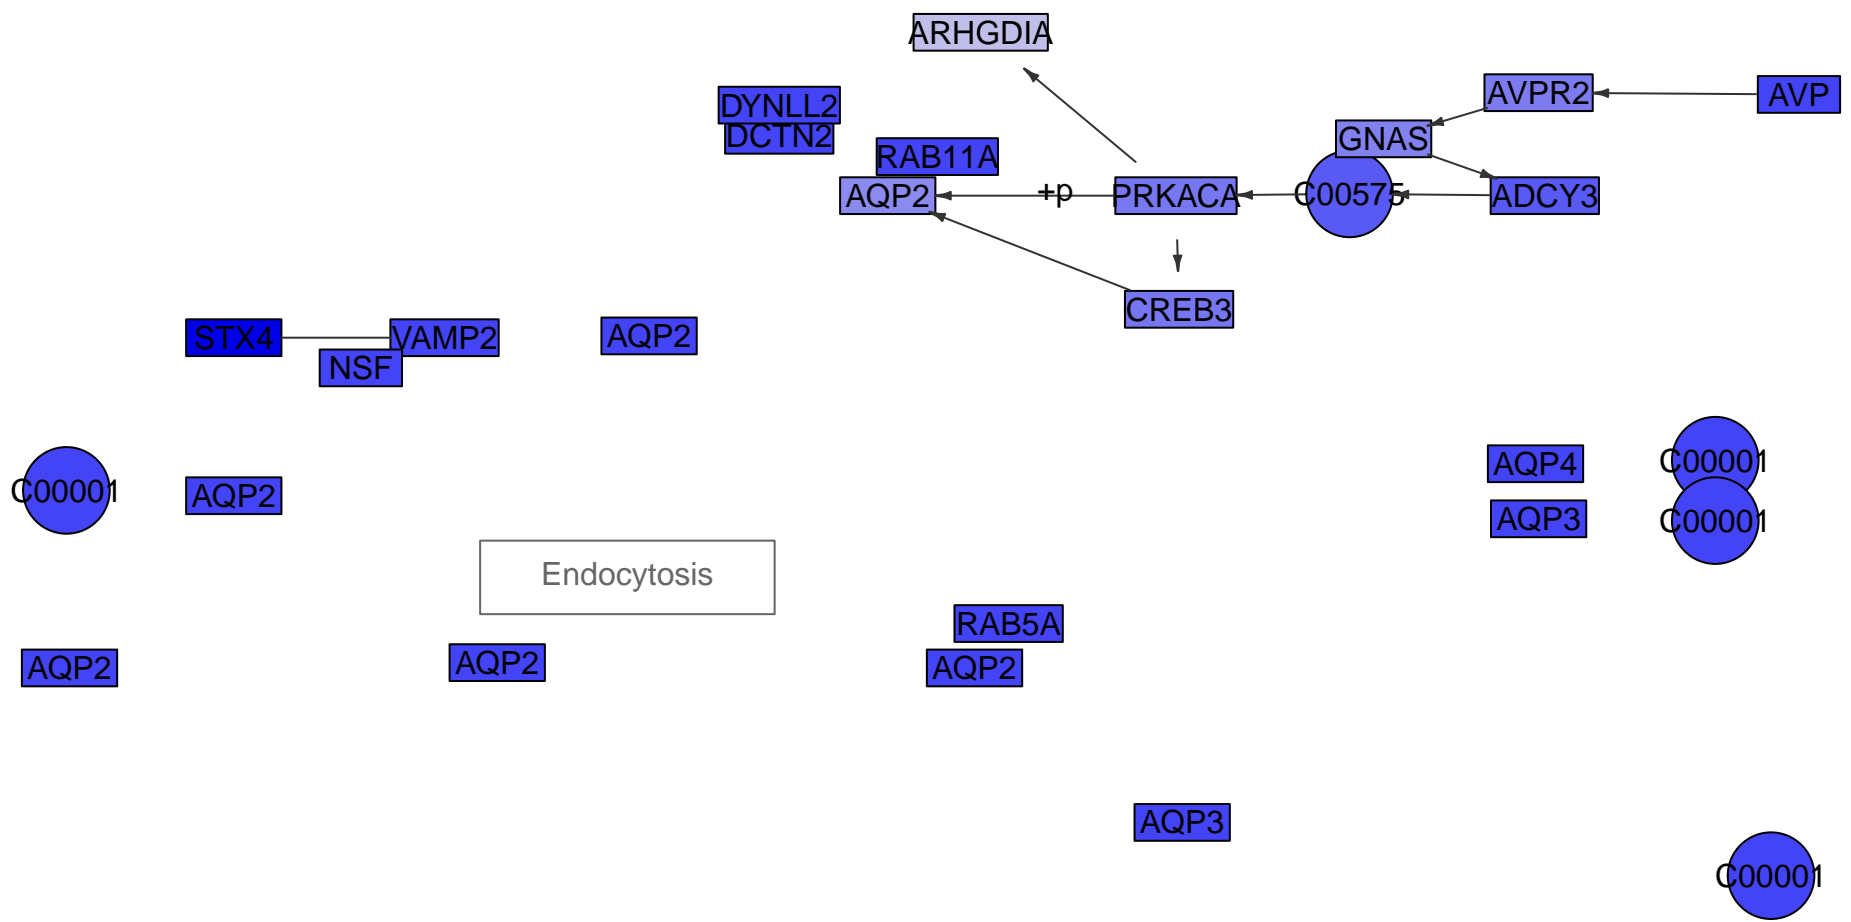 ARHGDIA
DYNLL2
AVPR2
AVP
DCTN2
GNAS
RAB11A
AQP2
+p
PRKACA
C00575
ADCY3
CREB3
STX4
VAMP2
AQP2
NSF
C00001
AQP2
AQP4
C00001
AQP3
C00001
Endocytosis
RAB5A
AQP2
AQP2
AQP2
AQP3
C00001